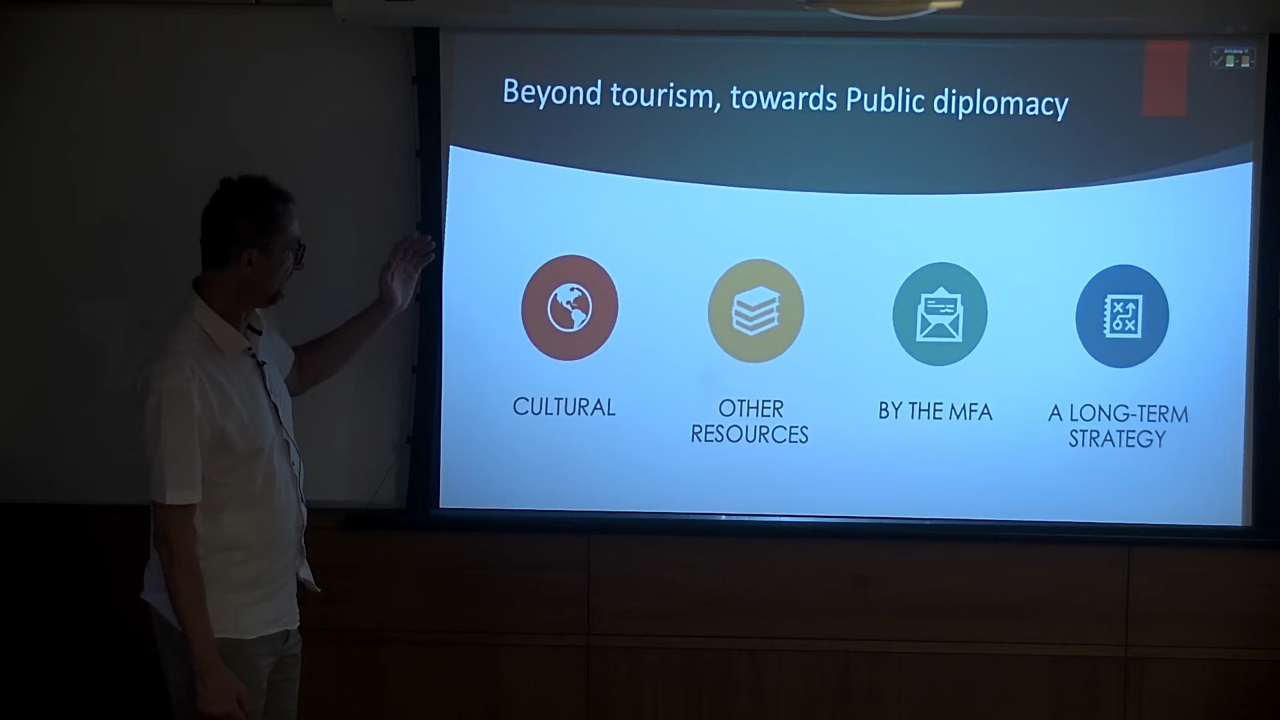 Beyond tourism, towards Public diplomacy
CULTURAL
OTHER
RESOURCES
BY THE MFA
A LONG-TERM
STRATEGY